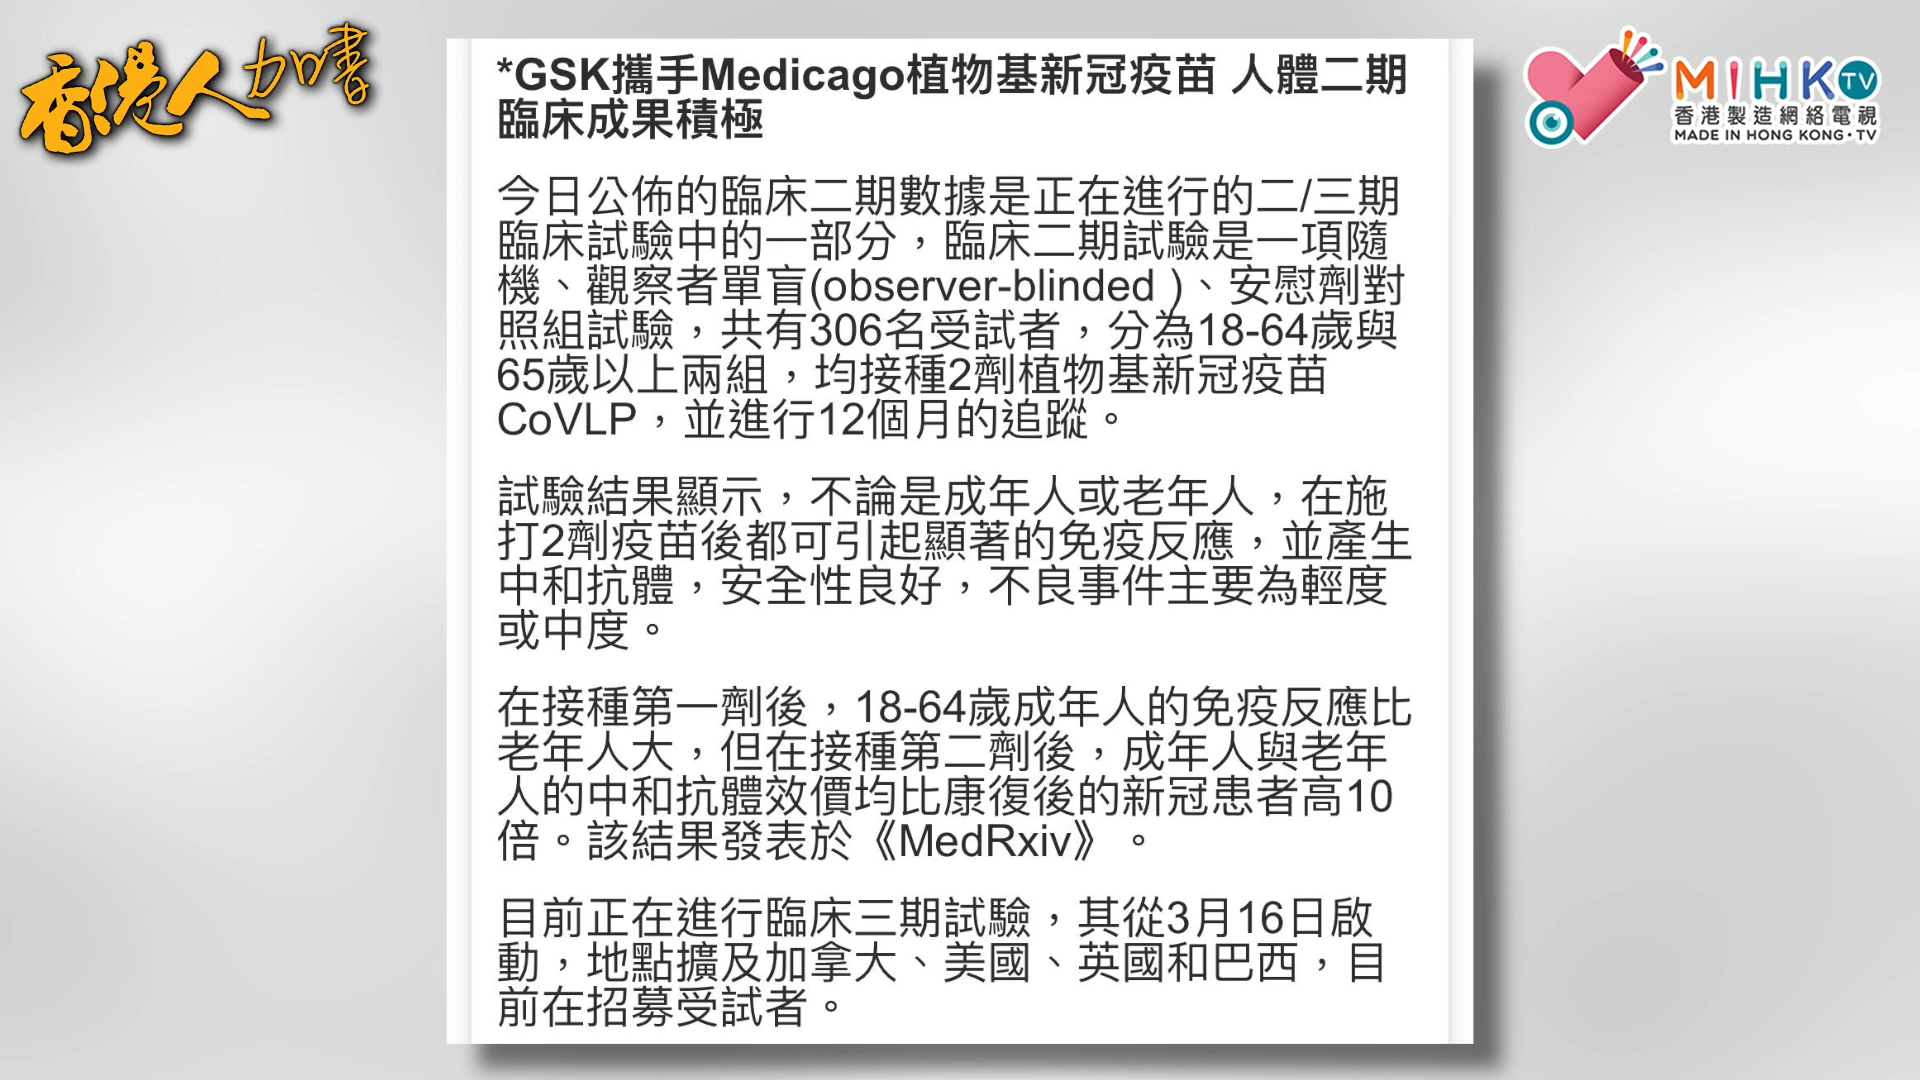 香港人加嘢
MIHK TV
香港製造網絡電視
MADE IN HONG KONG・TV
*GSK攜手Medicago植物基新冠疫苗 人體二期
臨床成果積極
今日公佈的臨床二期數據是正在進行的二/三期
臨床試驗中的一部分，臨床二期試驗是一項隨
機、觀察者單盲(observer-blinded )、安慰劑對
照組試驗，共有306名受試者，分為18-64歲與
65歲以上兩組，均接種2劑植物基新冠疫苗
CoVLP，並進行12個月的追蹤。
試驗結果顯示，不論是成年人或老年人，在施
打2劑疫苗後都可引起顯著的免疫反應，並產生
中和抗體，安全性良好，不良事件主要為輕度
或中度。
在接種第一劑後，18-64歲成年人的免疫反應比
老年人大，但在接種第二劑後，成年人與老年
人的中和抗體效價均比康復後的新冠患者高10
倍。該結果發表於《MedRxiv》。
目前正在進行臨床三期試驗，其從3月16日啟
動，地點擴及加拿大、美國、英國和巴西，目
前在招募受試者。